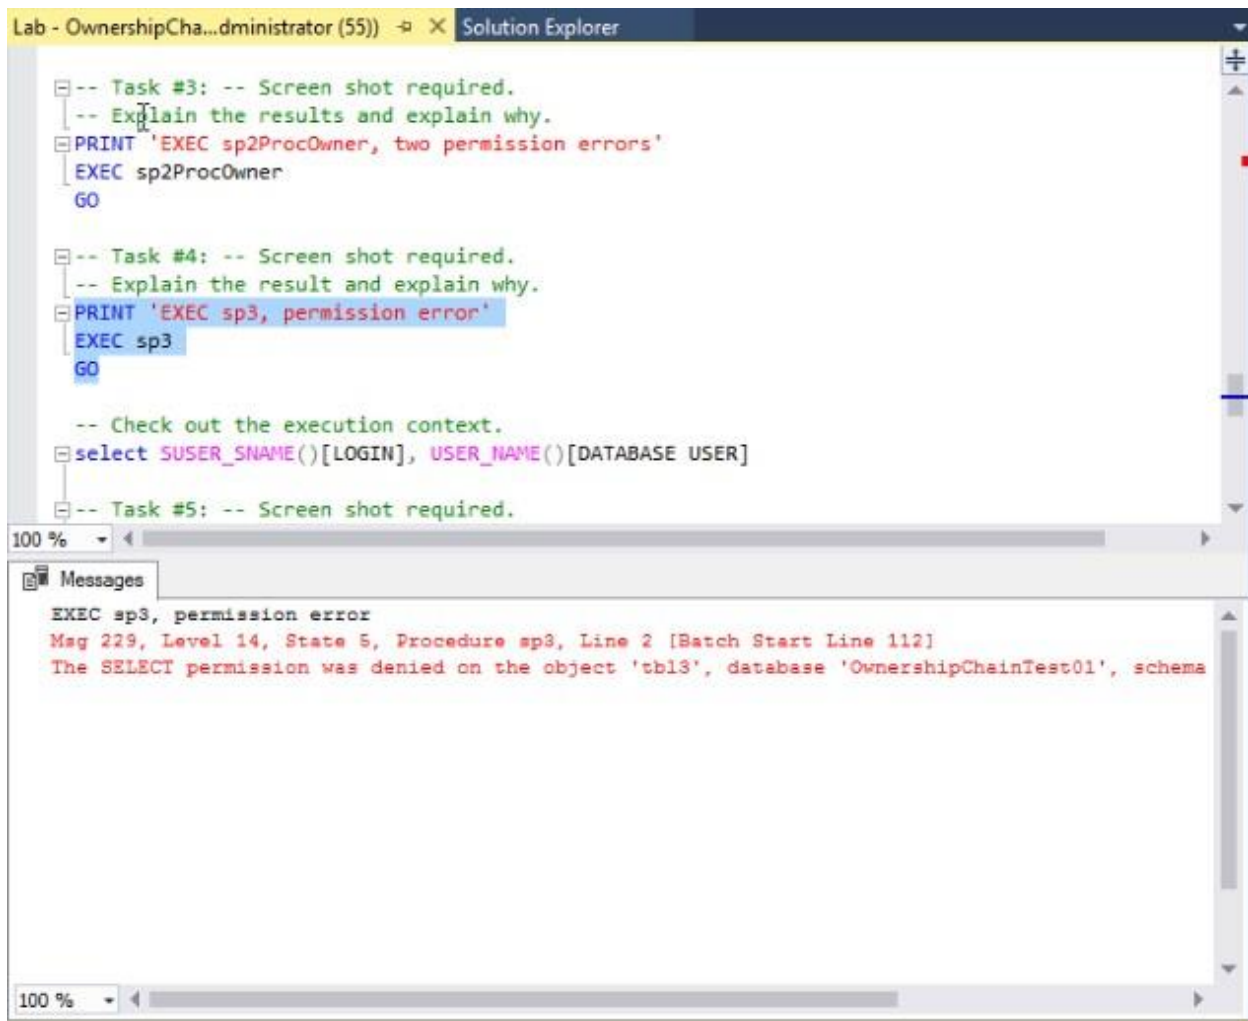 Lab - OwnershipCha...dministrator (55))
Solution Explorer
-- Task #3: -- Screen shot required.
-- Explain the results and explain why.
PRINT 'EXEC sp2ProcOwner, two permission errors'
EXEC sp2ProcOwner
GO
-- Task #4: -- Screen shot required.
-- Explain the result and explain why.
PRINT 'EXEC sp3, permission error'
EXEC sp3
GO
-- Check out the execution context.
select SUSER_SNAME()[LOGIN], USER_NAME()[DATABASE USER]
-- Task #5: -- Screen shot required.
100 %
Messages
EXEC sp3, permission error
Msg 229, Level 14, State 5, Procedure sp3, Line 2 [Batch Start Line 112]
The SELECT permission was denied on the object 'tbl3', database 'OwnershipChainTest01', schema
100 %